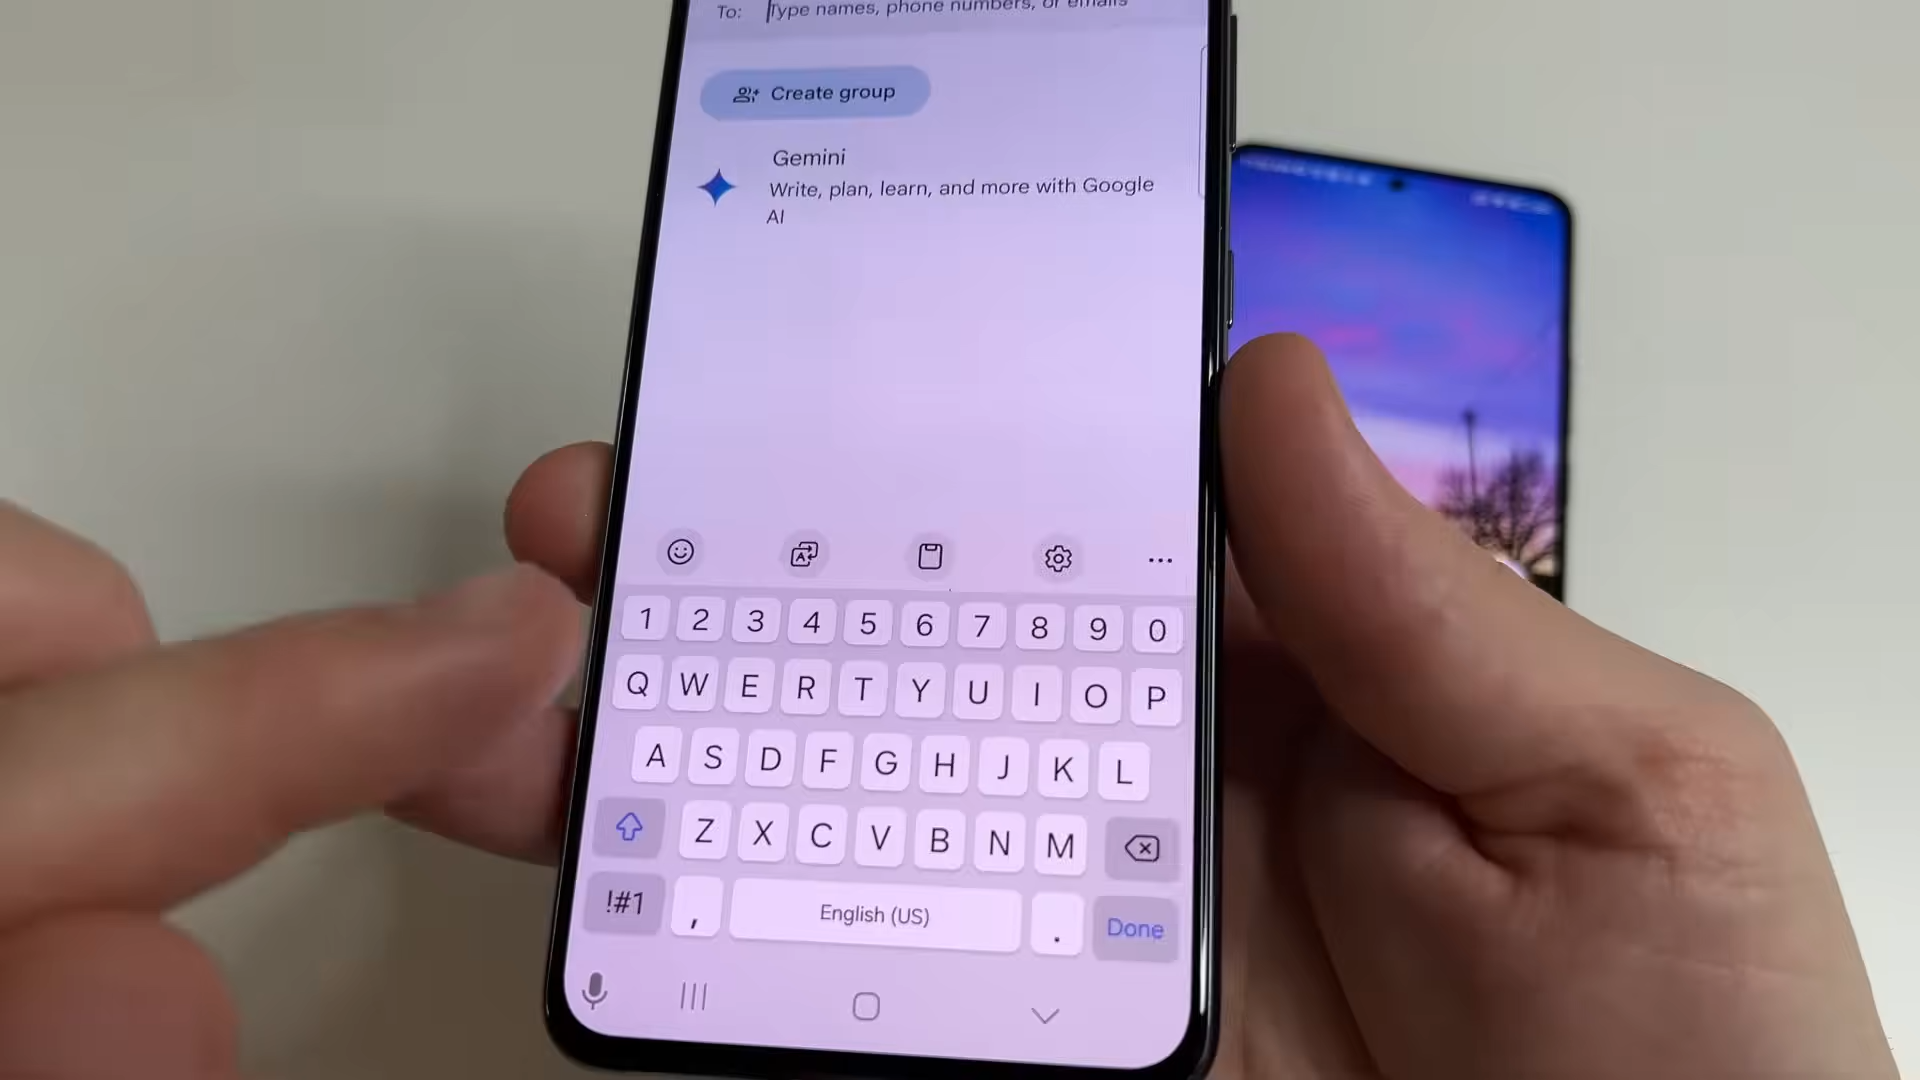 To: Type names, phone numbers, or emails
Create group
Gemini
Write, plan, learn, and more with Google
AI
1 2 3 4 5 6 7 8 9 0
Q W E R T Y U I O P
A S D F G H J K L
Z X C V B N M
!#1 , English (US) . Done